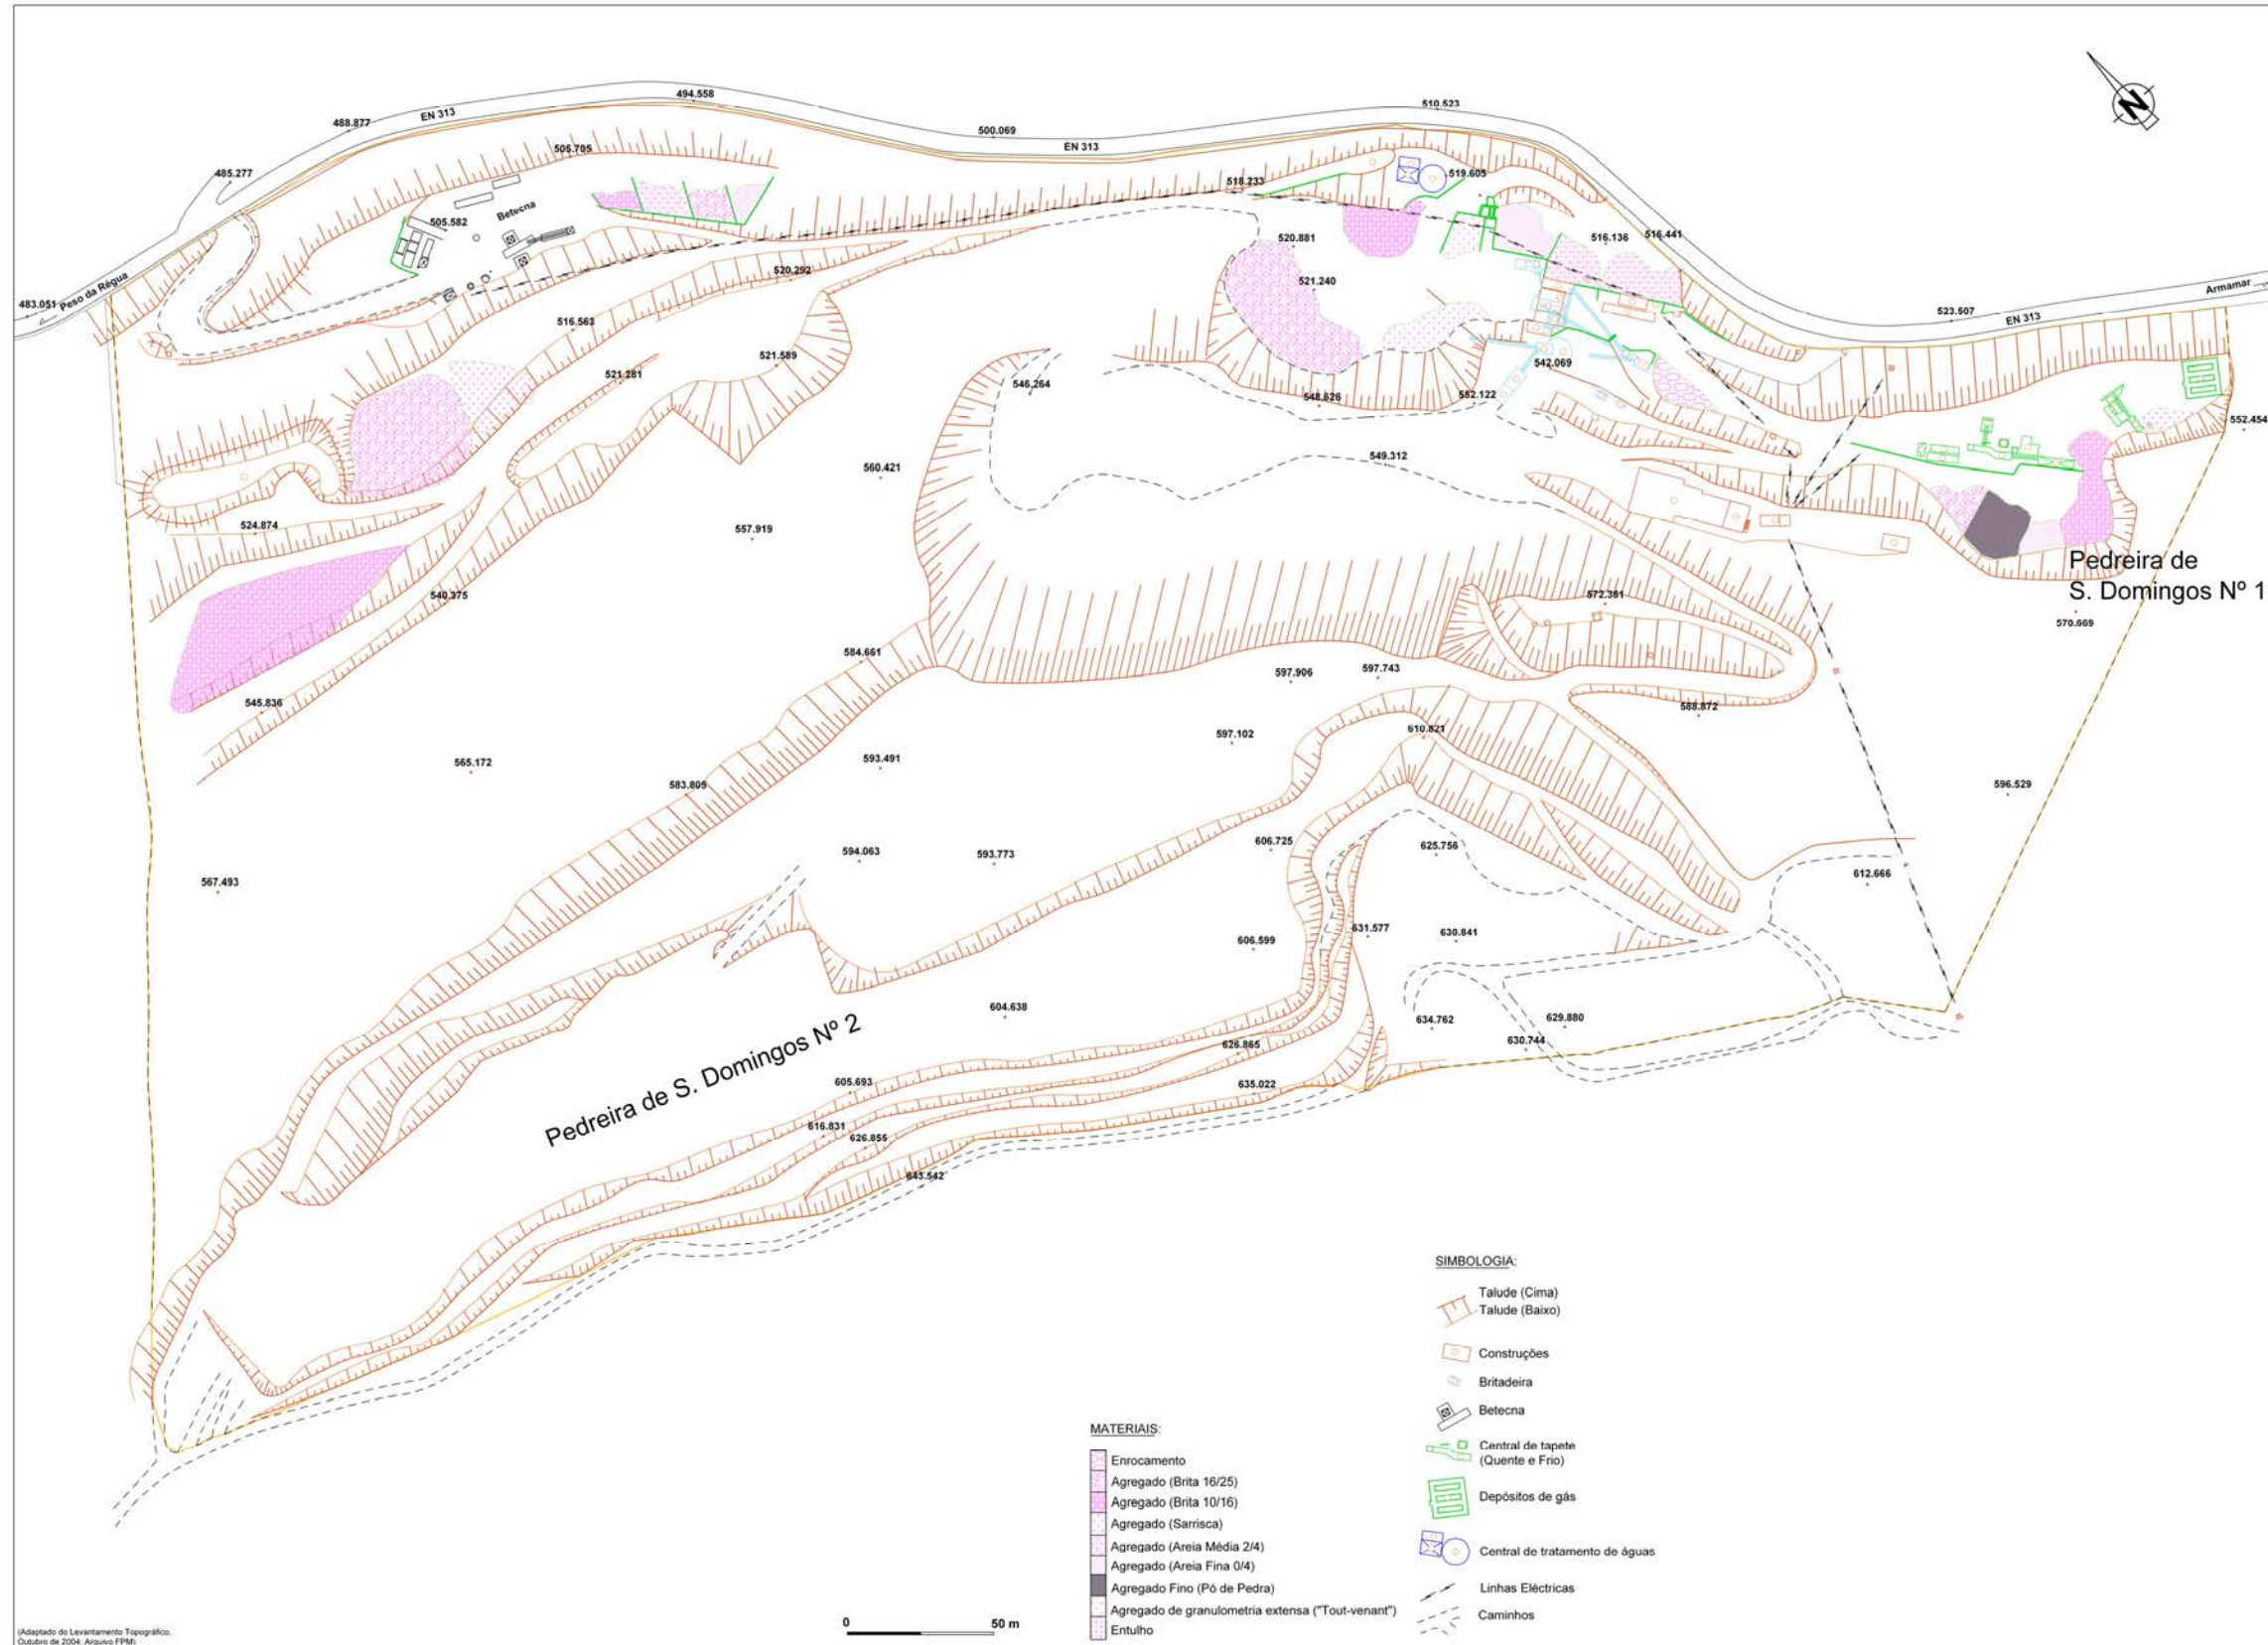 494.558
510.523
488.877
EN 313
500.069
EN 313
505.705
485.277
518.233
519.605
Betecna
505.582
520.881
516.136
516.441
520.292
521.240
483.051
Peso da Régua
Armamar
523.507
EN 313
516.563
521.589
542.069
521.281
546.264
548.626
552.122
552.454
560.421
549.312
524.874
557.919
Pedreira de
S. Domingos Nº 1
540.375
572.361
570.669
584.661
597.906
597.743
545.836
588.872
597.102
610.821
565.172
593.491
583.805
596.529
594.063
593.773
606.725
625.756
612.666
567.493
606.599
631.577
630.841
604.638
634.762
629.880
630.744
Pedreira de S. Domingos Nº 2
626.865
605.693
635.022
616.831
626.855
643.542
SIMBOLOGIA:
Talude (Cima)
Talude (Baixo)
Construções
Britadeira
Betecna
Central de tapete
(Quente e Frio)
Depósitos de gás
Central de tratamento de águas
Linhas Eléctricas
Caminhos
MATERIAIS:
Enrocamento
Agregado (Brita 16/25)
Agregado (Brita 10/16)
Agregado (Sarrisca)
Agregado (Areia Média 2/4)
Agregado (Areia Fina 0/4)
Agregado Fino (Pó de Pedra)
Agregado de granulometria extensa ("Tout-venant")
Entulho
0 50 m
(Adaptado do Levantamento Topográfico,
Outubro de 2004: Arquivo FPM)